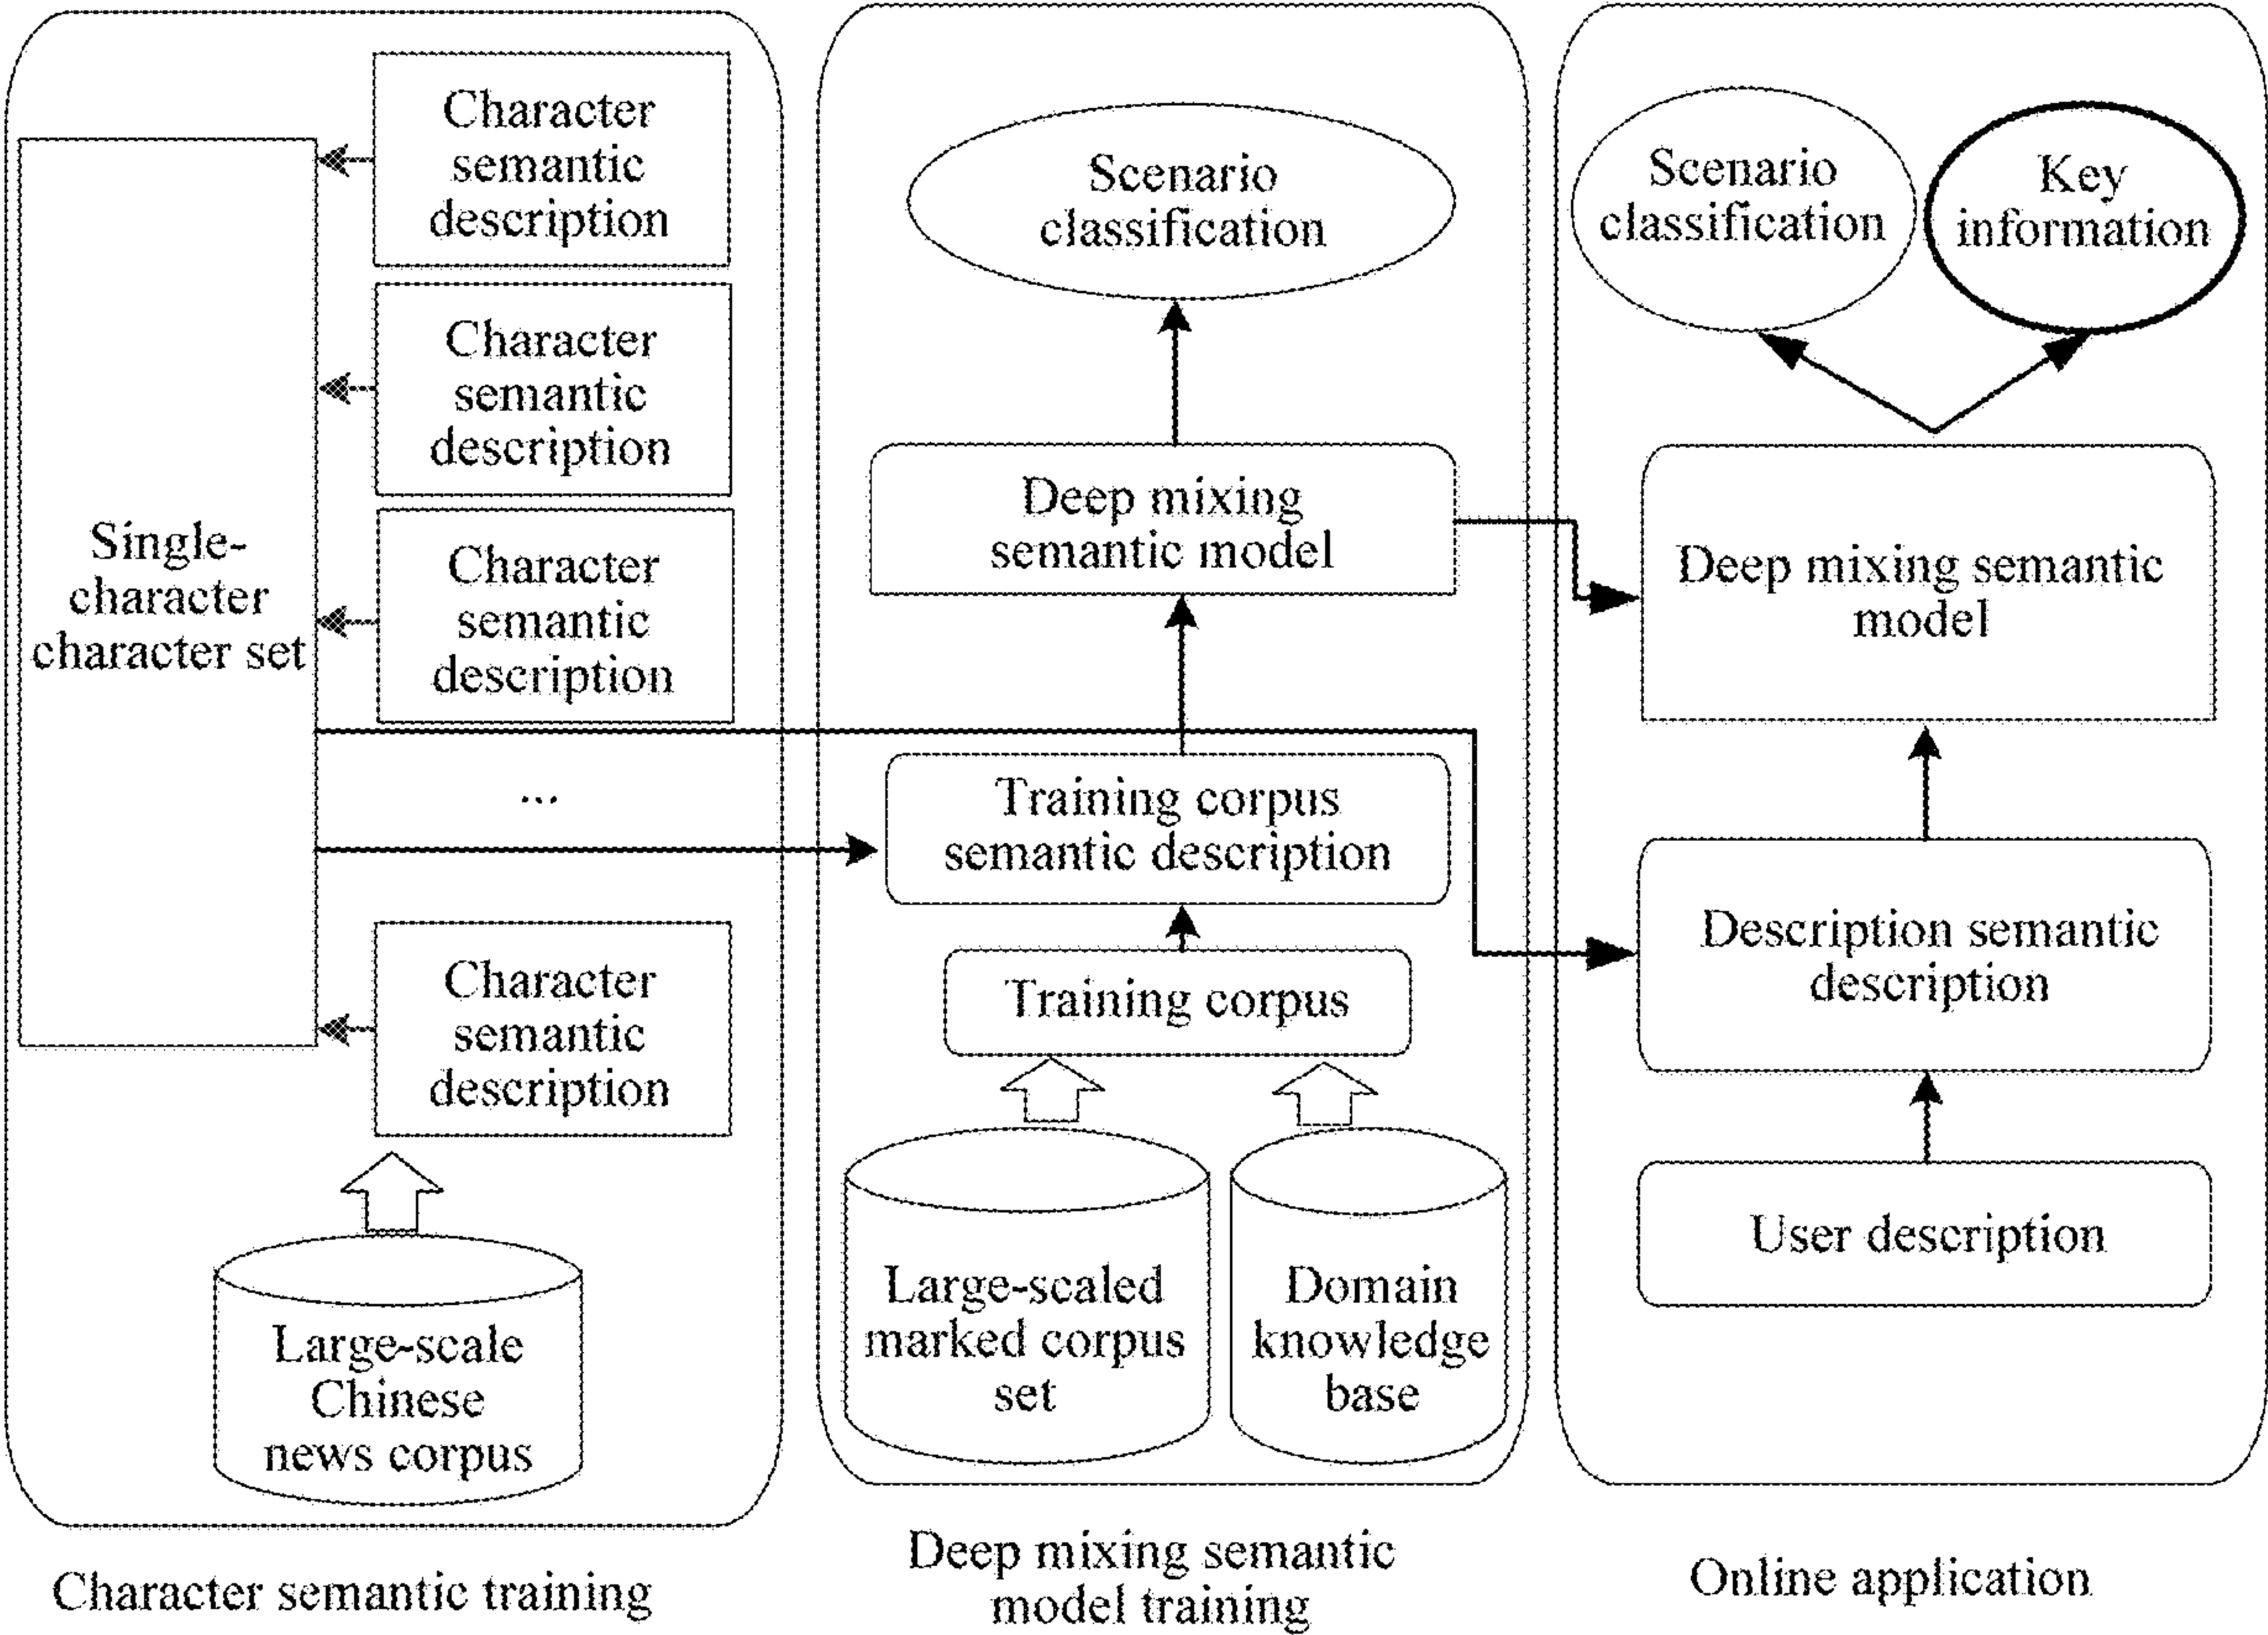 Character
semantic
description
Character
semantic
description
Single-
character
character set
Character
semantic
description
...
Character
semantic
description
Large-scale
Chinese
news corpus
Character semantic training
Scenario
classification
Deep mixing
semantic model
Training corpus
semantic description
Training corpus
Large-scaled
marked corpus
set
Domain
knowledge
base
Deep mixing semantic
model training
Scenario
classification
Key
information
Deep mixing semantic
model
Description semantic
description
User description
Online application